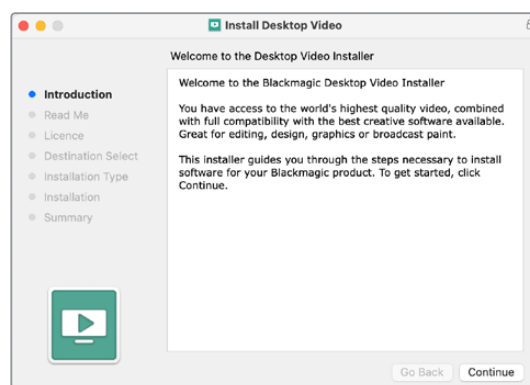 Install Desktop Video
Welcome to the Desktop Video Installer
Introduction
Read Me
Licence
Destination Select
Installation Type
Installation
Summary
Welcome to the Blackmagic Desktop Video Installer
You have access to the world's highest quality video, combined
with full compatibility with the best creative software available.
Great for editing, design, graphics or broadcast paint.
This installer guides you through the steps necessary to install
software for your Blackmagic product. To get started, click
Continue.
Go Back
Continue